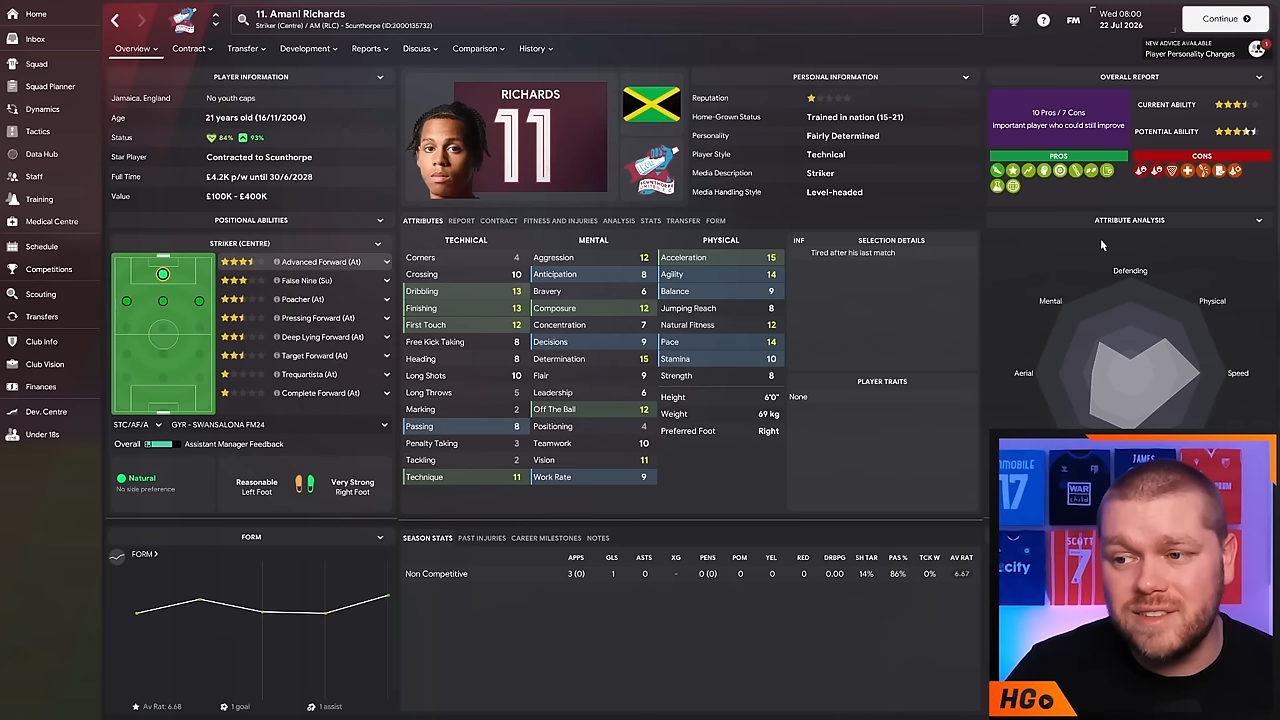 Home
Inbox
Squad
Squad Planner
Dynamics
Tactics
Data Hub
Staff
Training
Medical Centre
Schedule
Competitions
Scouting
Transfers
Club Info
Club Vision
Finances
Dev. Centre
Under 18s
11. Amani Richards
Striker (Centre) / AM (RLC) - Scunthorpe (ID:2000135732)
FM
Wed 08:00
22 Jul 2026
Continue
Overview
Contract
Transfer
Development
Reports
Discuss
Comparison
History
NEW ADVICE AVAILABLE
Player Personality Changes
1
PLAYER INFORMATION
Jamaica, England No youth caps
Age 21 years old (16/11/2004)
Status 84% 93%
Star Player Contracted to Scunthorpe
Full Time £4.2K p/w until 30/6/2028
Value £100K - £400K
RICHARDS
11
PERSONAL INFORMATION
Reputation
Home-Grown Status Trained in nation (15-21)
Personality Fairly Determined
Player Style Technical
Media Description Striker
Media Handling Style Level-headed
OVERALL REPORT
10 Pros / 7 Cons
Important player who could still improve
CURRENT ABILITY
POTENTIAL ABILITY
PROS
CONS
POSITIONAL ABILITIES
STRIKER (CENTRE)
Advanced Forward (At)
False Nine (Su)
Poacher (At)
Pressing Forward (At)
Deep Lying Forward (At)
Target Forward (At)
Trequartista (At)
Complete Forward (At)
STC/AF/A
GYR - SWANSALONA FM24
Overall Assistant Manager Feedback
Natural
No side preference
Reasonable
Left Foot
Very Strong
Right Foot
ATTRIBUTES REPORT CONTRACT FITNESS AND INJURIES ANALYSIS STATS TRANSFER FORM
TECHNICAL
Corners 4
Crossing 10
Dribbling 13
Finishing 13
First Touch 12
Free Kick Taking 8
Heading 8
Long Shots 10
Long Throws 5
Marking 2
Passing 8
Penalty Taking 3
Tackling 2
Technique 11
MENTAL
Aggression 12
Anticipation 8
Bravery 6
Composure 12
Concentration 7
Decisions 9
Determination 15
Flair 9
Leadership 6
Off The Ball 12
Positioning 4
Teamwork 10
Vision 11
Work Rate 9
PHYSICAL
Acceleration 15
Agility 14
Balance 9
Jumping Reach 8
Natural Fitness 12
Pace 14
Stamina 10
Strength 8
Height 6'0"
Weight 69 kg
Preferred Foot Right
INF
SELECTION DETAILS
Tired after his last match
PLAYER TRAITS
None
ATTRIBUTE ANALYSIS
Defending
Mental
Physical
Aerial
Speed
FORM
FORM >
Av Rat: 6.68
1 goal
1 assist
SEASON STATS PAST INJURIES CAREER MILESTONES NOTES
APPS GLS ASTS XG PENS POM YEL RED DRBPG SH TAR PAS % TCK W AV RAT
Non Competitive 3 (0) 1 0 - 0 (0) 0 0 0 0.00 14% 86% 0% 6.67
17
WAR
child
JAMES
SCOTT
7
city
HG